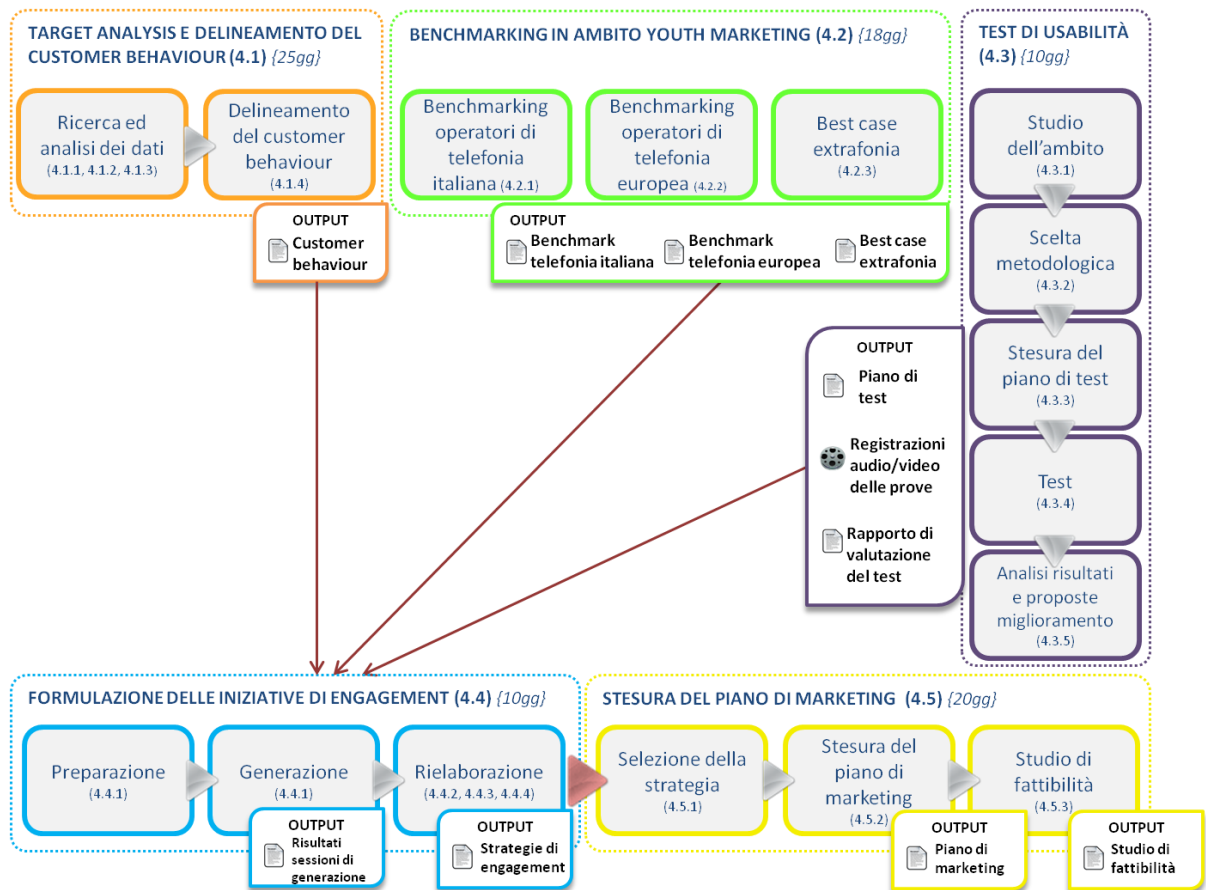 TARGET ANALYSIS E DELINEAMENTO DEL
CUSTOMER BEHAVIOUR (4.1) {25gg}
Ricerca ed
analisi dei dati
(4.1.1, 4.1.2, 4.1.3)
Delineamento
del customer
behaviour
(4.1.4)
OUTPUT
Customer
behaviour
BENCHMARKING IN AMBITO YOUTH MARKETING (4.2) {18gg}
Benchmarking
operatori di
telefonia
italiana (4.2.1)
Benchmarking
operatori di
telefonia
europea (4.2.2)
Best case
extrafonia
(4.2.3)
OUTPUT
Benchmark
telefonia italiana
Benchmark
telefonia europea
Best case
extrafonia
TEST DI USABILITÀ
(4.3) {10gg}
Studio
dell'ambito
(4.3.1)
Scelta
metodologica
(4.3.2)
Stesura del
piano di test
(4.3.3)
Test
(4.3.4)
Analisi risultati
e proposte
miglioramento
(4.3.5)
OUTPUT
Piano di
test
Registrazioni
audio/video
delle prove
Rapporto di
valutazione
del test
FORMULAZIONE DELLE INIZIATIVE DI ENGAGEMENT (4.4) {10gg}
Preparazione
(4.4.1)
Generazione
(4.4.1)
Rielaborazione
(4.4.2, 4.4.3, 4.4.4)
OUTPUT
Risultati
sessioni di
generazione
OUTPUT
Strategie di
engagement
STESURA DEL PIANO DI MARKETING (4.5) {20gg}
Selezione della
strategia
(4.5.1)
Stesura del
piano di
marketing
(4.5.2)
Studio di
fattibilità
(4.5.3)
OUTPUT
Piano di
marketing
OUTPUT
Studio di
fattibilità